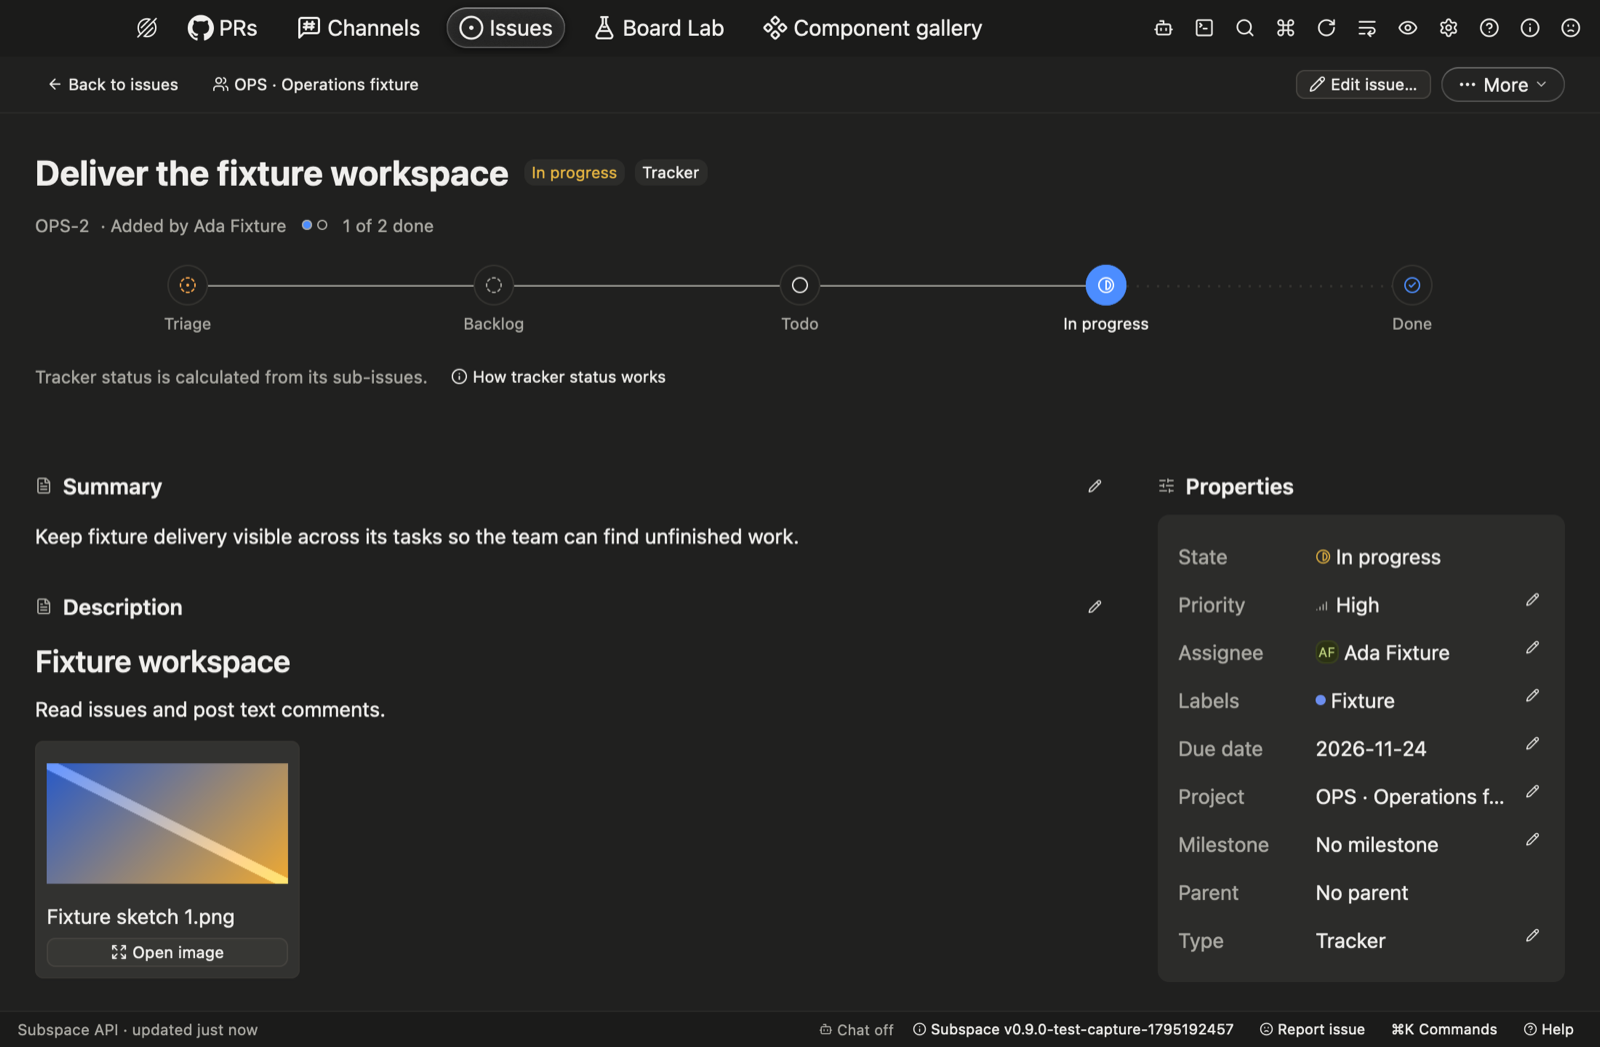 PRs Channels Issues Board Lab Component gallery
Back to issues OPS · Operations fixture Edit issue... More
Deliver the fixture workspace In progress Tracker
OPS-2 · Added by Ada Fixture 1 of 2 done
Triage Backlog Todo In progress Done
Tracker status is calculated from its sub-issues. How tracker status works
Summary
Keep fixture delivery visible across its tasks so the team can find unfinished work.
Description
Fixture workspace
Read issues and post text comments.
Fixture sketch 1.png
Open image
Properties
State In progress
Priority High
Assignee AF Ada Fixture
Labels Fixture
Due date 2026-11-24
Project OPS · Operations f...
Milestone No milestone
Parent No parent
Type Tracker
Subspace API · updated just now Chat off Subspace v0.9.0-test-capture-1795192457 Report issue ⌘K Commands Help